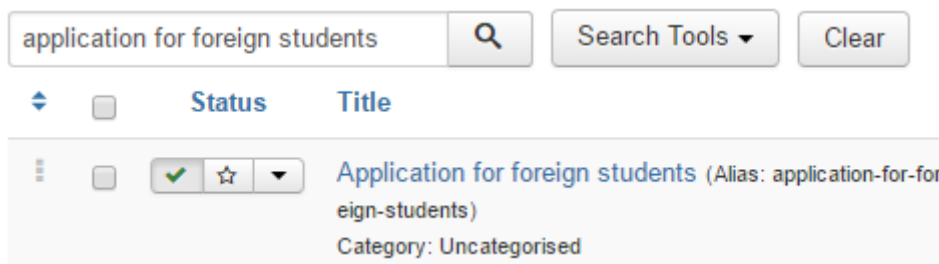 application for foreign students
Search Tools
Clear
Status
Title
Application for foreign students (Alias: application-for-for
eign-students)
Category: Uncategorised